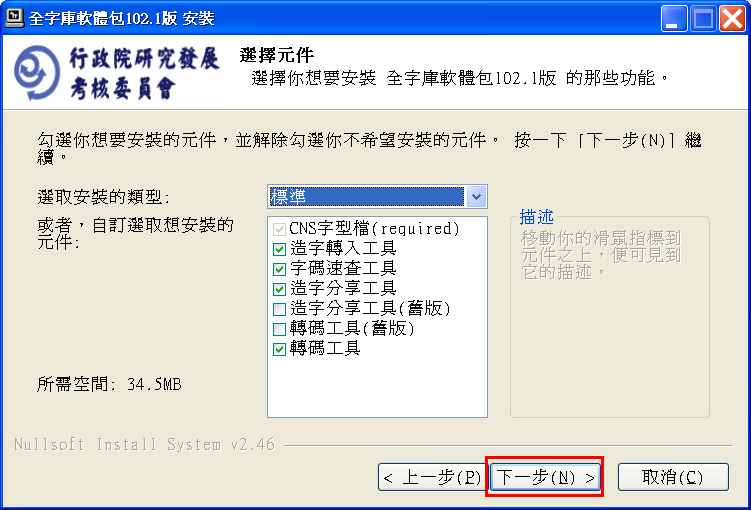 全字庫軟體包102.1版 安裝
行政院研究發展
考核委員會
選擇元件
選擇你想要安裝 全字庫軟體包102.1版 的那些功能。
勾選你想要安裝的元件，並解除勾選你不希望安裝的元件。 按一下 [下一步(N)] 繼
續。
選取安裝的類型:
標準
或者，自訂選取想安裝的
元件:
CNS字型檔(required)
造字轉入工具
字碼速查工具
造字分享工具
造字分享工具(舊版)
轉碼工具(舊版)
轉碼工具
描述
移動你的滑鼠指標到
元件之上，便可見到
它的描述。
所需空間: 34.5MB
Nullsoft Install System v2.46
< 上一步(P)
下一步(N) >
取消(C)